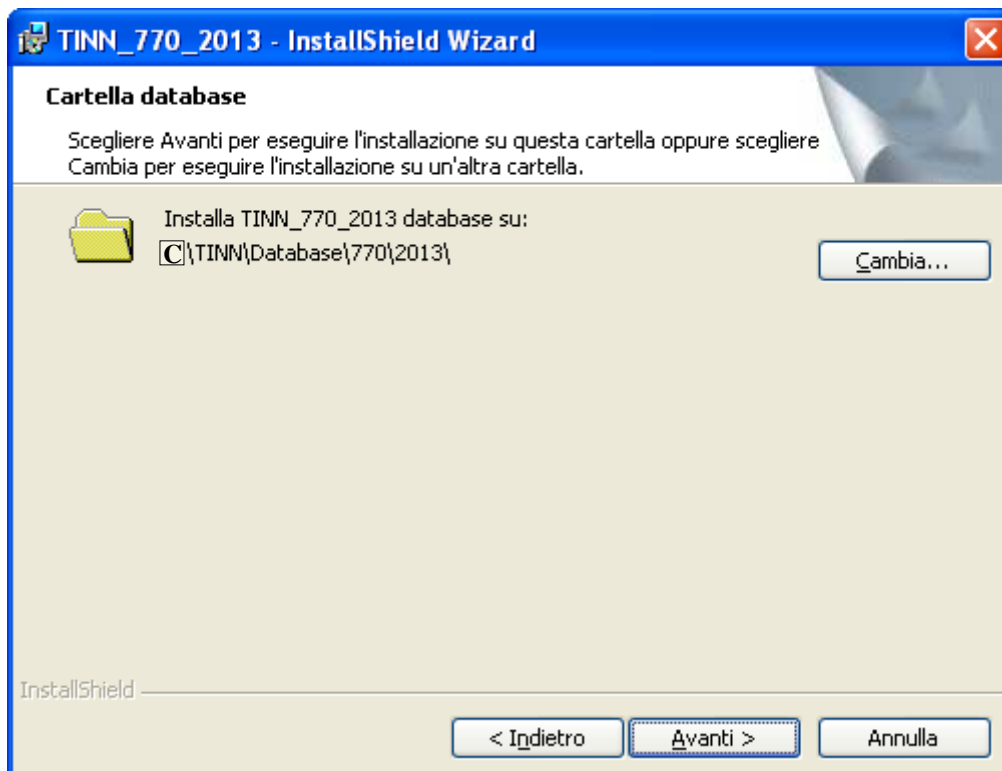 TINN_770_2013 - InstallShield Wizard
Cartella database
Scegliere Avanti per eseguire l'installazione su questa cartella oppure scegliere
Cambia per eseguire l'installazione su un'altra cartella.
Installa TINN_770_2013 database su:
C\TINN\Database\770\2013\
Cambia...
InstallShield
< Indietro
Avanti >
Annulla